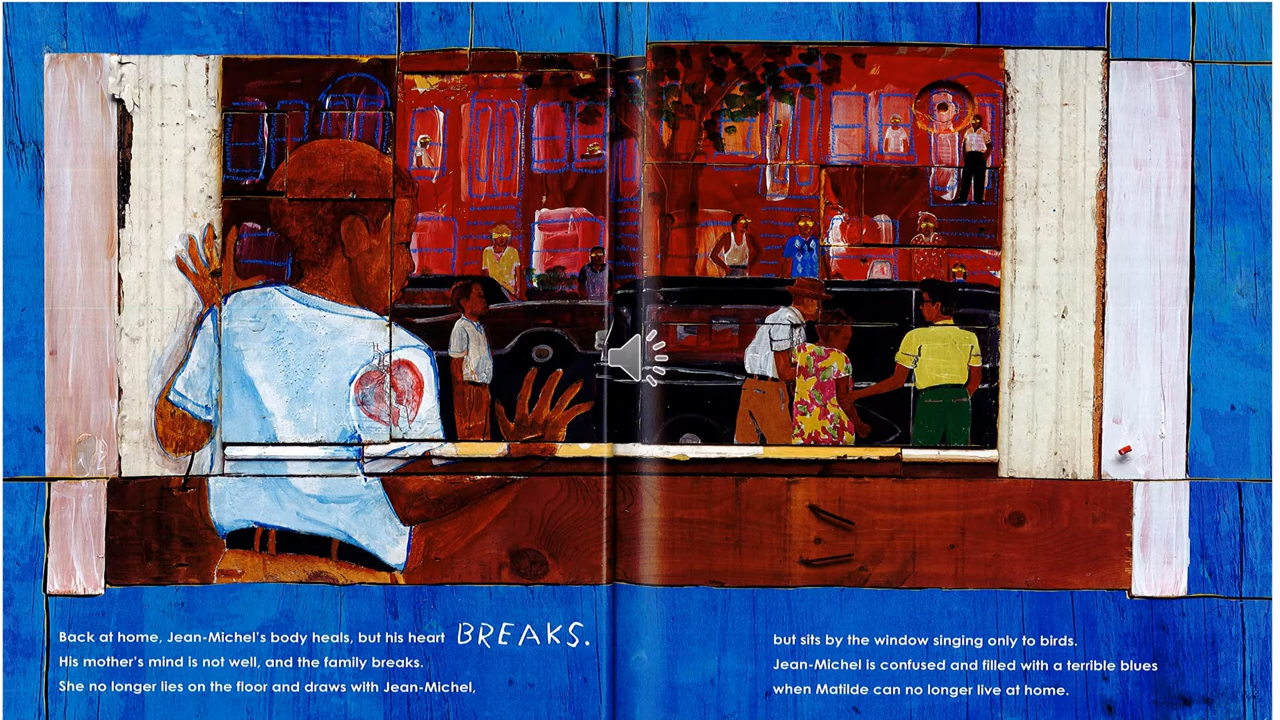 Back at home, Jean-Michel's body heals, but his heart BREAKS.
His mother's mind is not well, and the family breaks.
She no longer lies on the floor and draws with Jean-Michel,
but sits by the window singing only to birds.
Jean-Michel is confused and filled with a terrible blues
when Matilde can no longer live at home.